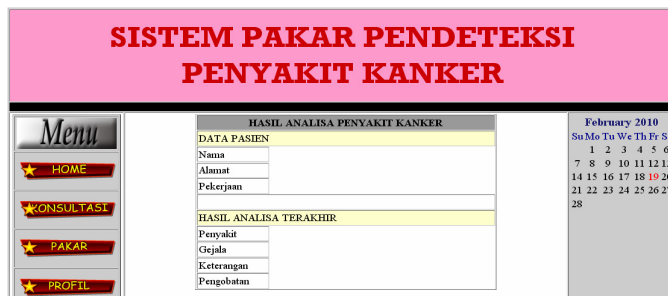 SISTEM PAKAR PENDETEKSI
PENYAKIT KANKER
Menu
HOME
KONSULTASI
PAKAR
PROFIL
HASIL ANALISA PENYAKIT KANKER
DATA PASIEN
Nama
Alamat
Pekerjaan
HASIL ANALISA TERAKHIR
Penyakit
Gejala
Keterangan
Pengobatan
February 2010
Su Mo Tu We Th Fr S
1 2 3 4 5 6
7 8 9 10 11 12 13
14 15 16 17 18 19 20
21 22 23 24 25 26 27
28